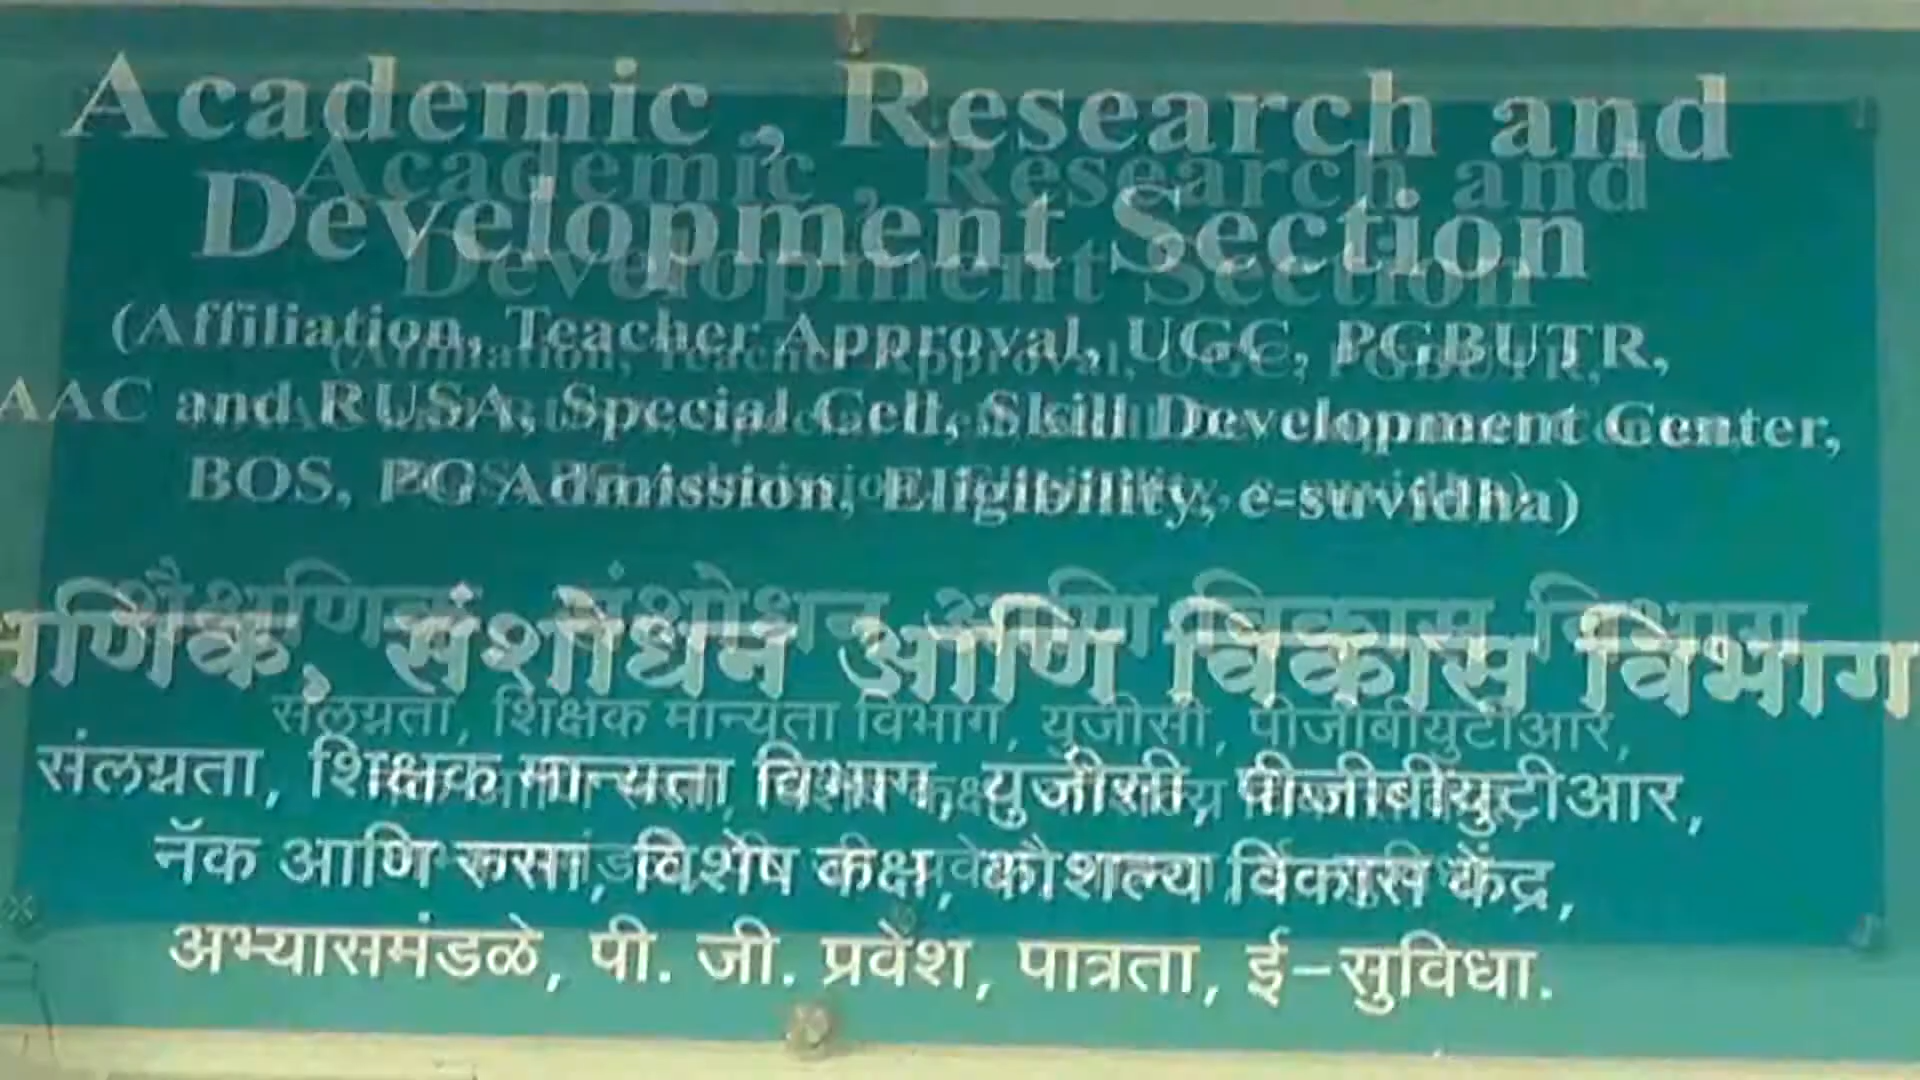 Academic , Research and
Development Section
(Affiliation, Teacher Approval, UGC, PGBUTR,
AAC and RUSA, Special Cell, Skill Development Center,
BOS, PG Admission, Eligibility, e-suvidha)
शैक्षणिक, संशोधन आणि विकास विभाग
संलग्नता, शिक्षक मान्यता विभाग, युजीसी, पीजीबीयुटीआर,
नॅक आणि रुसा, विशेष कक्ष, कौशल्य विकास केंद्र,
अभ्यासमंडळे, पी. जी. प्रवेश, पात्रता, ई-सुविधा.